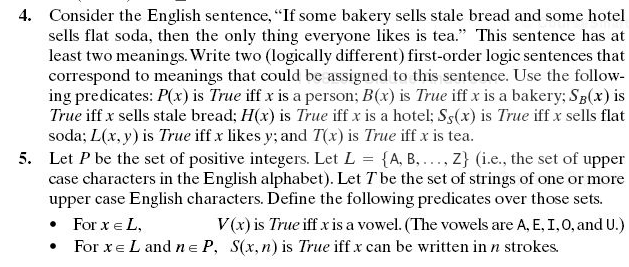 4. Consider the English sentence, “If some bakery sells stale bread and some hotel
sells flat soda, then the only thing everyone likes is tea.” This sentence has at
least two meanings. Write two (logically different) first-order logic sentences that
correspond to meanings that could be assigned to this sentence. Use the follow-
ing predicates: P(x) is True iff x is a person; B(x) is True iff x is a bakery; S_B(x) is
True iff x sells stale bread; H(x) is True iff x is a hotel; S_S(x) is True iff x sells flat
soda; L(x, y) is True iff x likes y; and T(x) is True iff x is tea.
5. Let P be the set of positive integers. Let L = {A, B, . . . , Z} (i.e., the set of upper
case characters in the English alphabet). Let T be the set of strings of one or more
upper case English characters. Define the following predicates over those sets.
• For x ∈ L, V(x) is True iff x is a vowel. (The vowels are A, E, I, O, and U.)
• For x ∈ L and n ∈ P, S(x, n) is True iff x can be written in n strokes.